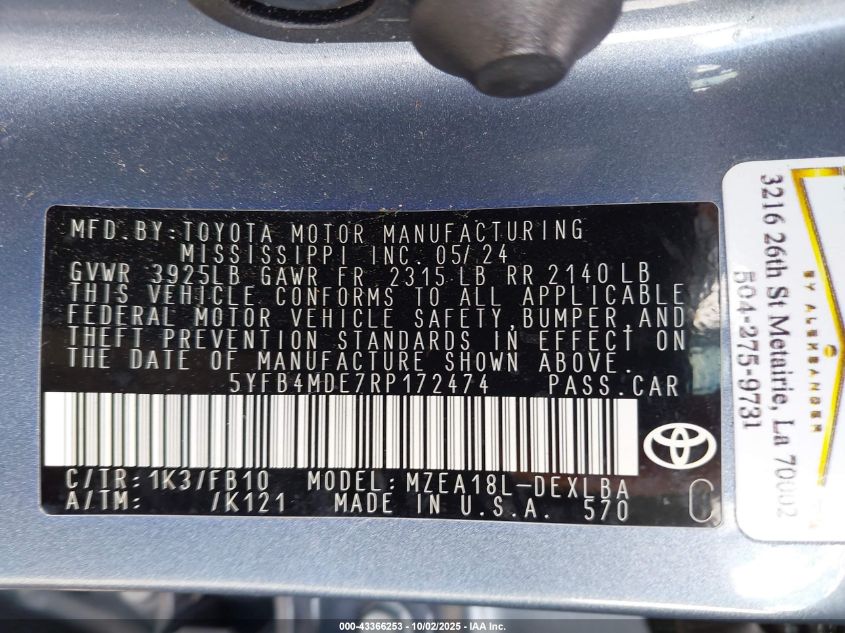 MFD.BY:TOYOTA MOTOR MANUFACTURING
MISSISSIPPI INC. 05/24
GVWR 3925LB GAWR FR 2315 LB RR 2140 LB
THIS VEHICLE CONFORMS TO ALL APPLICABLE
FEDERAL MOTOR VEHICLE SAFETY,BUMPER,AND
THEFT PREVENTION STANDARDS IN EFFECT ON
THE DATE OF MANUFACTURE SHOWN ABOVE.
5YFB4MDE7RP172474 PASS.CAR
C/TR:1K3/FB10 MODEL:MZEA18L-DEXLBA
A/TM: /K121 MADE IN U.S.A. 570
C
BY ALEKSANDER
3216 26th St Metairie, La 70002
504-275-9731
000-43366253 - 10/02/2025 - IAA Inc.